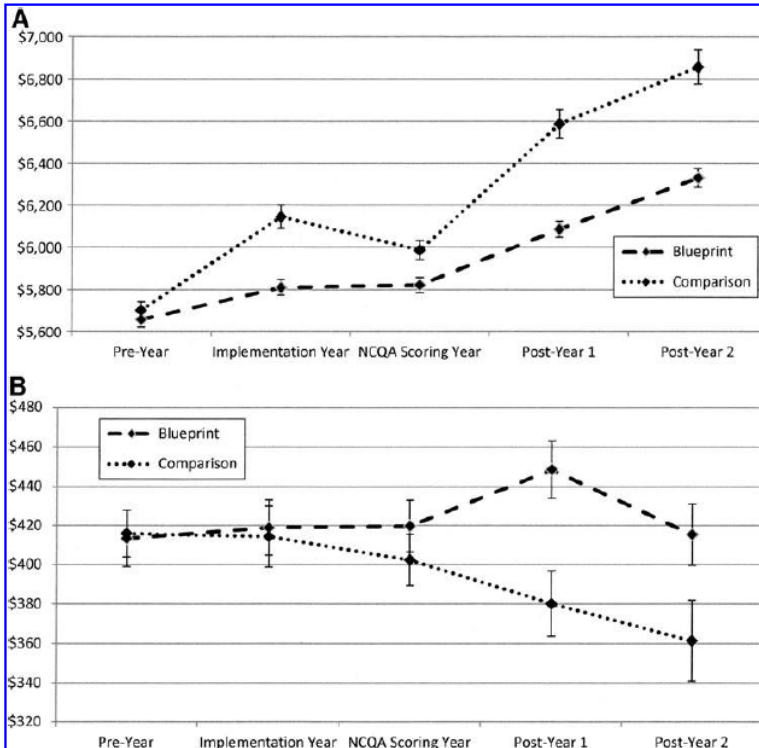 A
$7,000
$6,800
$6,600
$6,400
$6,200
$6,000
$5,800
$5,600
Blueprint
Comparison
Pre-Year Implementation Year NCQA Scoring Year Post-Year 1 Post-Year 2
B
$480
$460
$440
$420
$400
$380
$360
$340
$320
Blueprint
Comparison
Pre-Year Implementation Year NCQA Scoring Year Post-Year 1 Post-Year 2